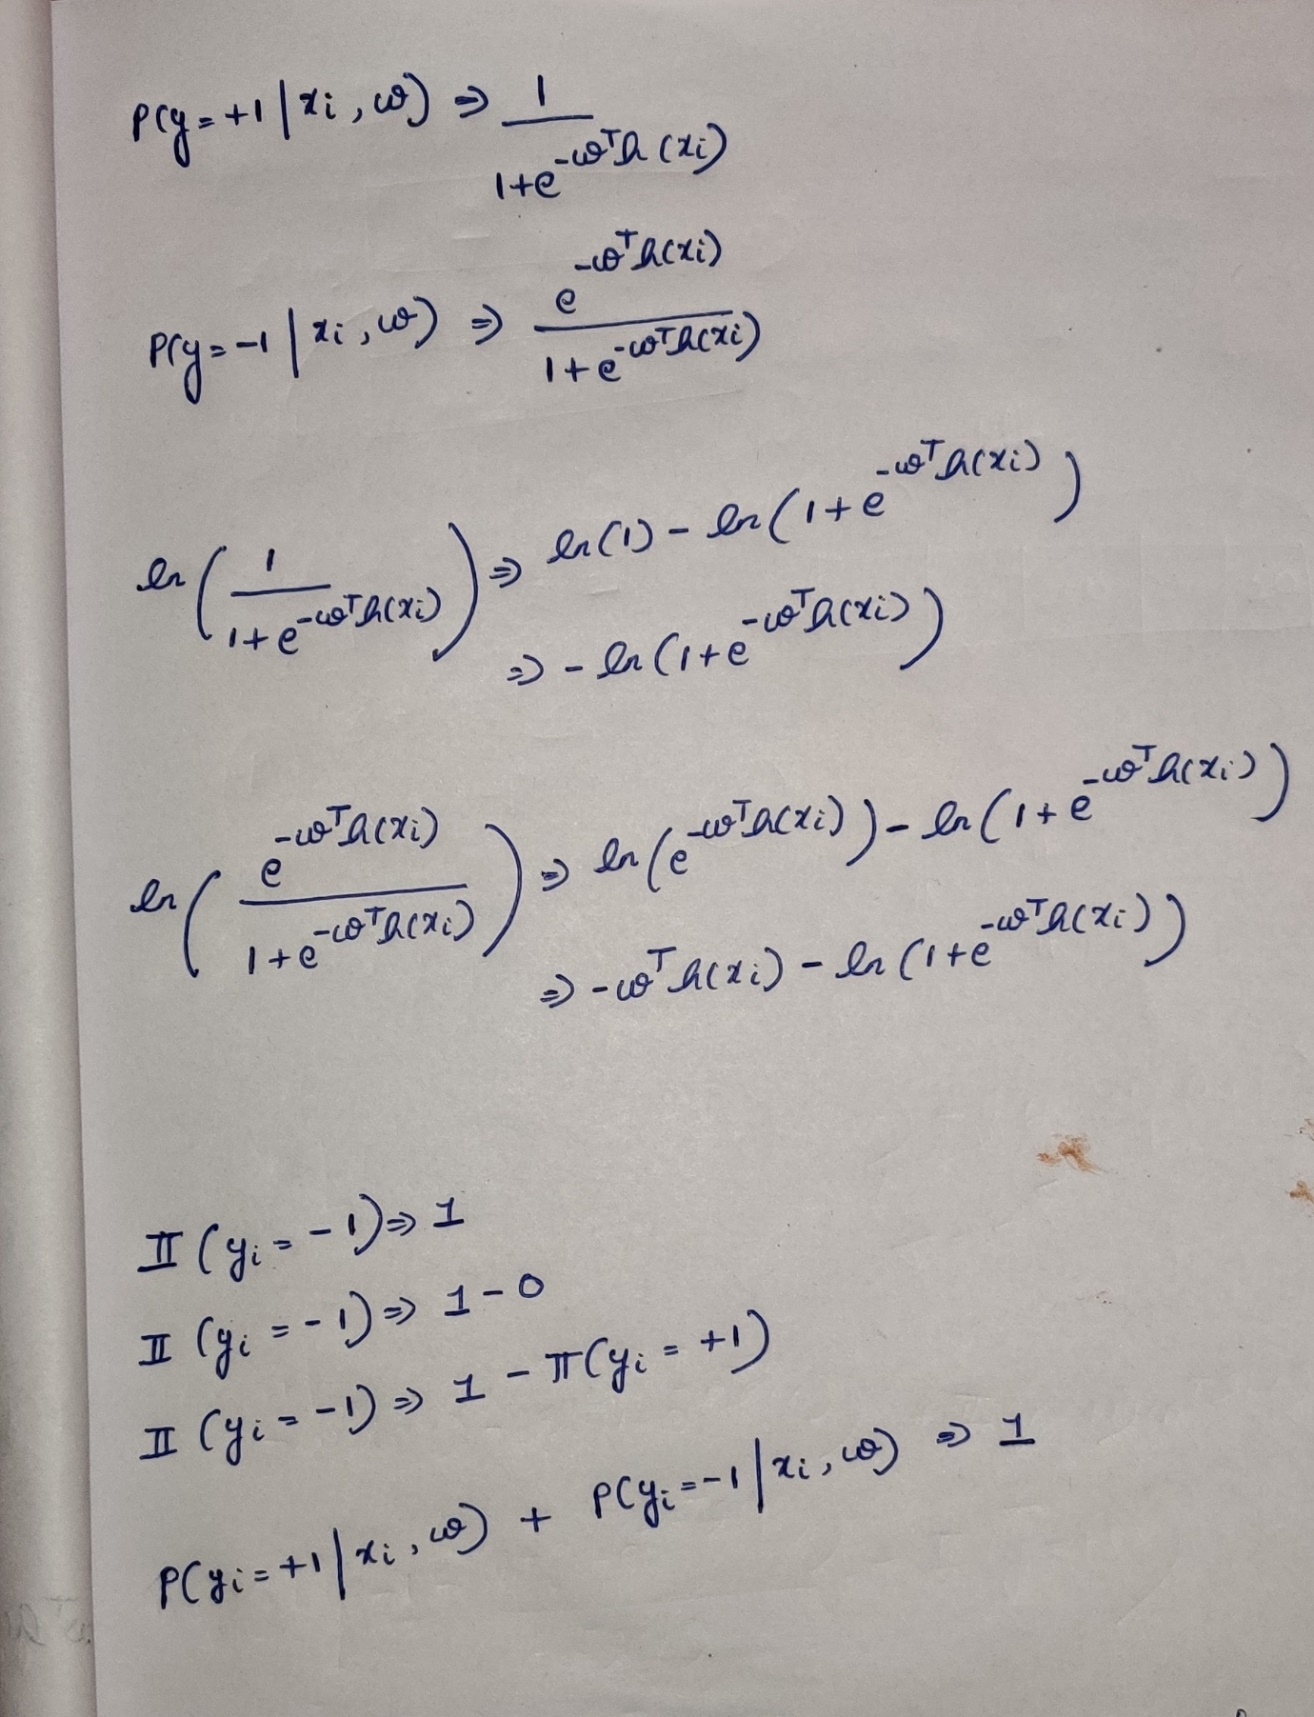 P(y=+1 | xi, ω) ⇒ 1 / (1+e^(-ω^T h(xi)))
P(y=-1 | xi, ω) ⇒ e^(-ω^T h(xi)) / (1+e^(-ω^T h(xi)))
ln(1 / (1+e^(-ω^T h(xi)))) ⇒ ln(1) - ln(1+e^(-ω^T h(xi)))
⇒ - ln(1+e^(-ω^T h(xi)))
ln(e^(-ω^T h(xi)) / (1+e^(-ω^T h(xi)))) ⇒ ln(e^(-ω^T h(xi))) - ln(1+e^(-ω^T h(xi)))
⇒ -ω^T h(xi) - ln(1+e^(-ω^T h(xi)))
II (yi = -1) ⇒ 1
II (yi = -1) ⇒ 1-0
II (yi = -1) ⇒ 1 - π(yi = +1)
P(yi=+1 | xi, ω) + P(yi=-1 | xi, ω) ⇒ 1